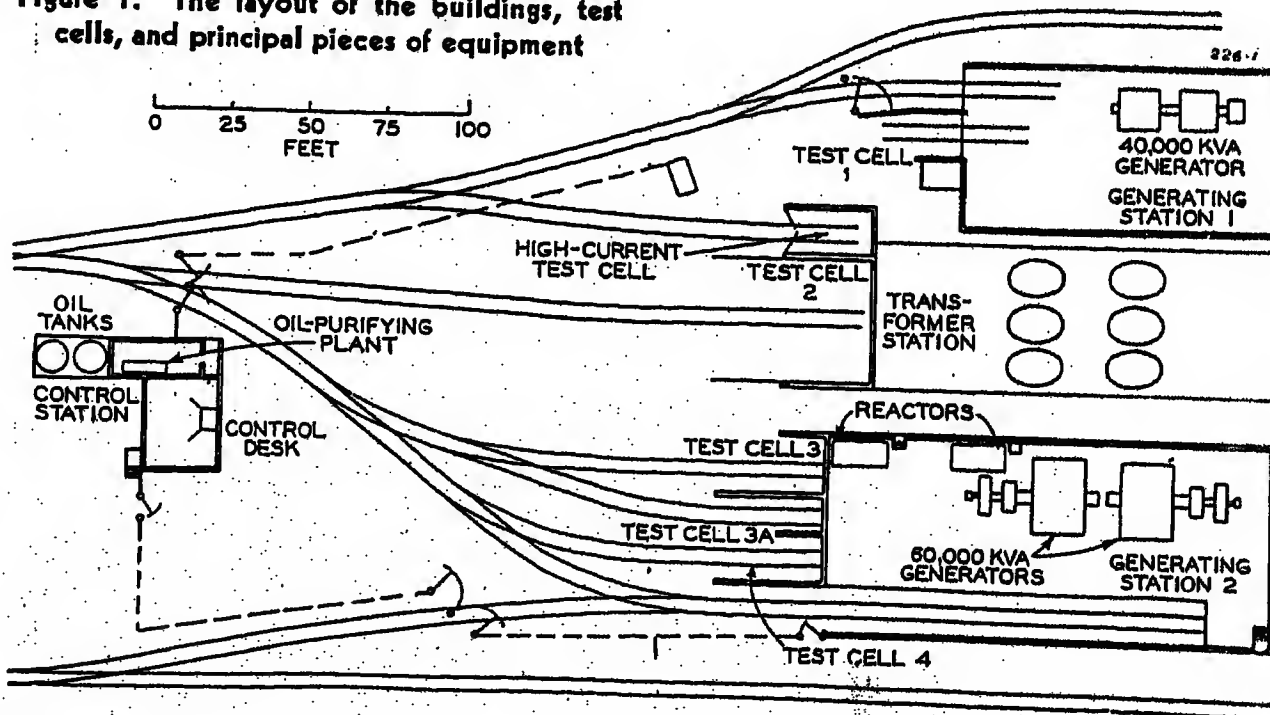 Figure 1. The layout of the buildings, test
cells, and principal pieces of equipment
226-1
0 25 50 75 100
FEET
TEST CELL
1
40,000 KVA
GENERATOR
GENERATING
STATION 1
HIGH-CURRENT
TEST CELL
TEST CELL
2
TRANS-
FORMER
STATION
OIL
TANKS
OIL-PURIFYING
PLANT
CONTROL
STATION
CONTROL
DESK
REACTORS
TEST CELL 3
TEST CELL 3A
60,000 KVA
GENERATORS
GENERATING
STATION 2
TEST CELL 4